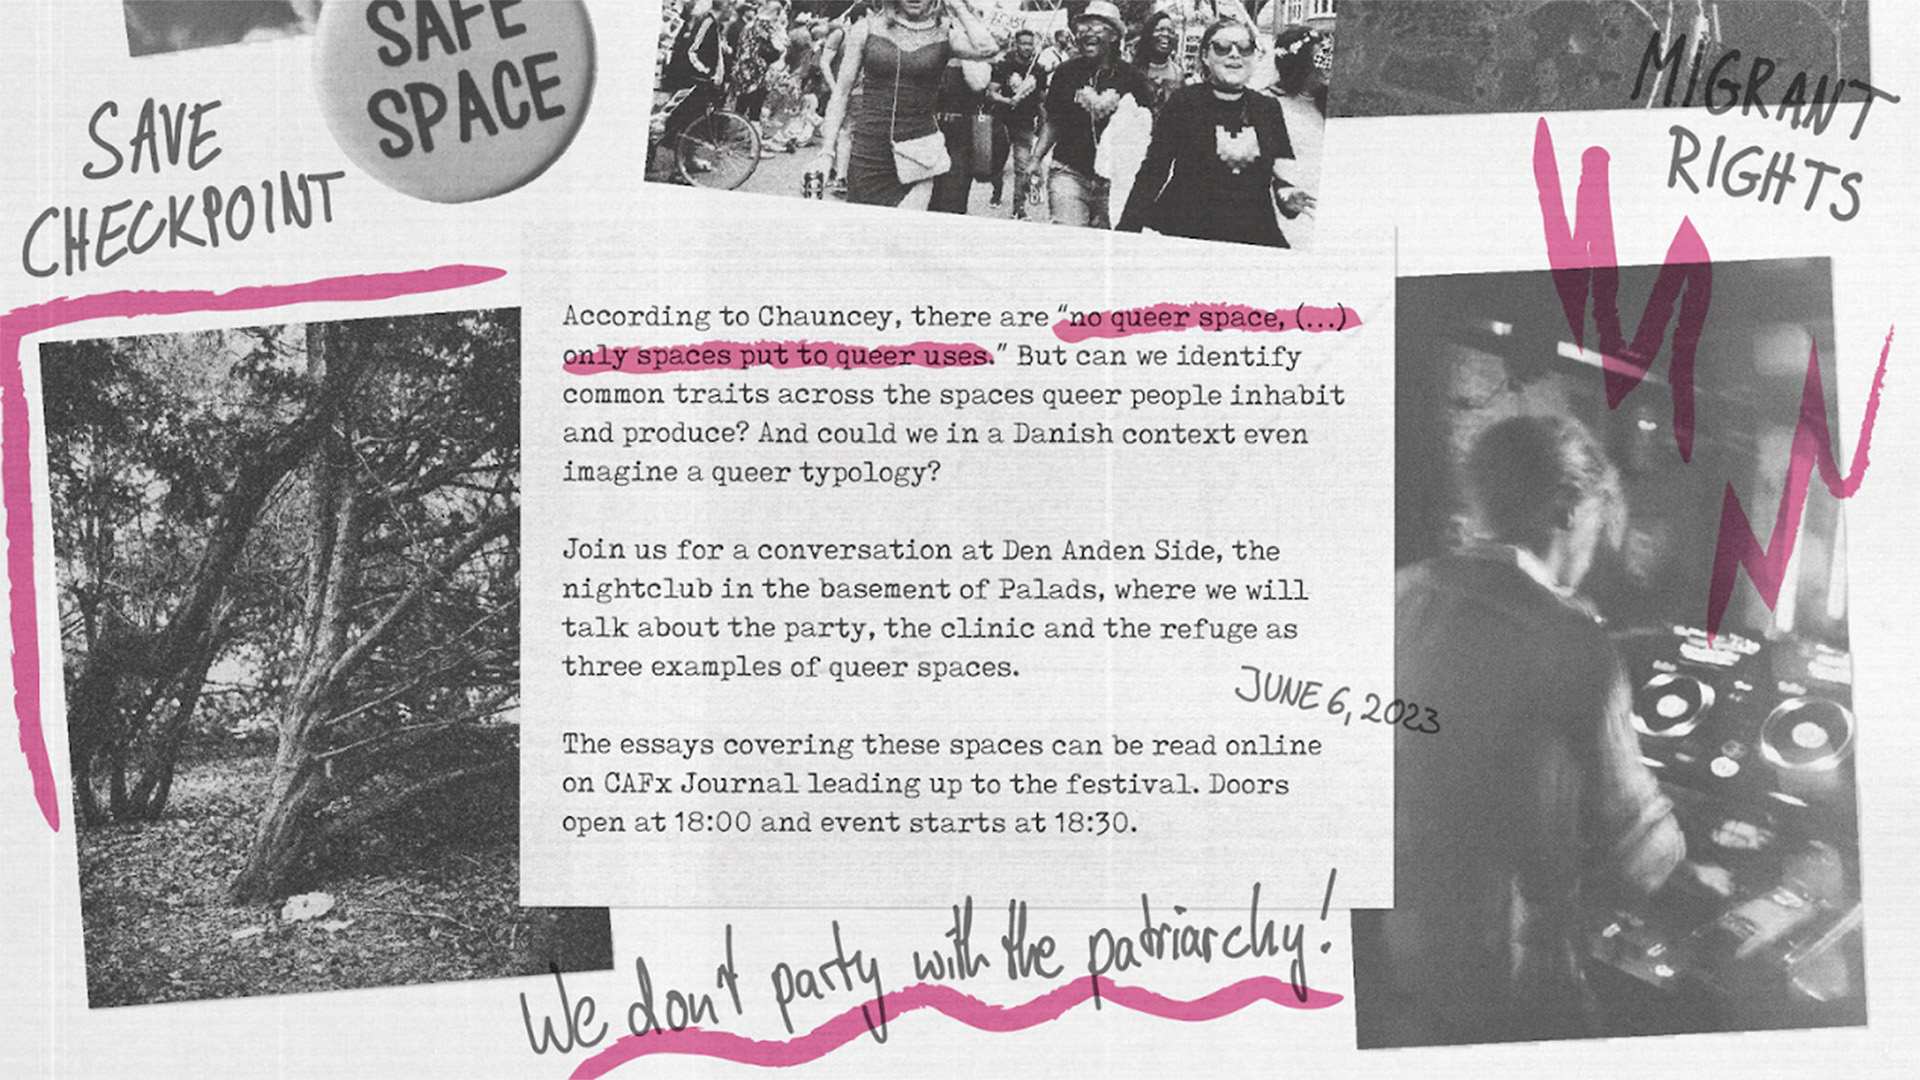 SAFE
SPACE
SAVE
CHECKPOINT
MIGRANT
RIGHTS
According to Chauncey, there are “no queer space, (...)
only spaces put to queer uses.” But can we identify
common traits across the spaces queer people inhabit
and produce? And could we in a Danish context even
imagine a queer typology?
Join us for a conversation at Den Anden Side, the
nightclub in the basement of Palads, where we will
talk about the party, the clinic and the refuge as
three examples of queer spaces.
JUNE 6, 2023
The essays covering these spaces can be read online
on CAFx Journal leading up to the festival. Doors
open at 18:00 and event starts at 18:30.
We don't party with the patriarchy!